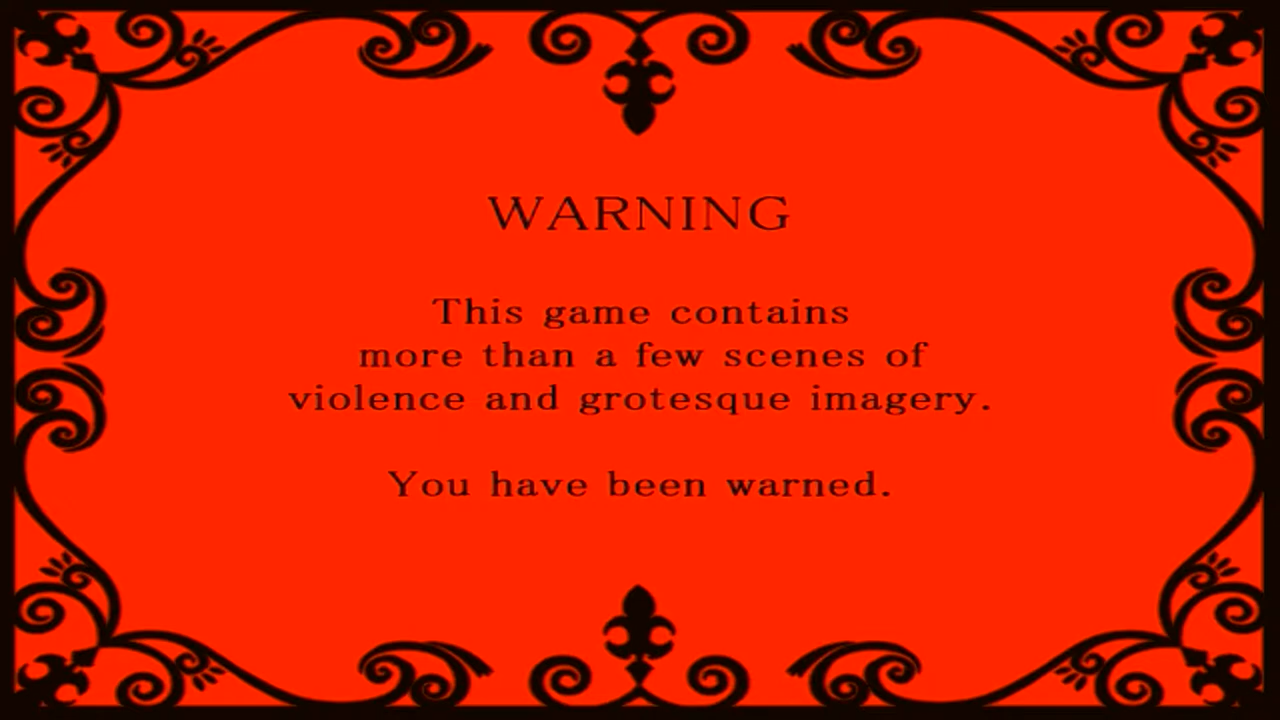 WARNING
This game contains
more than a few scenes of
violence and grotesque imagery.
You have been warned.